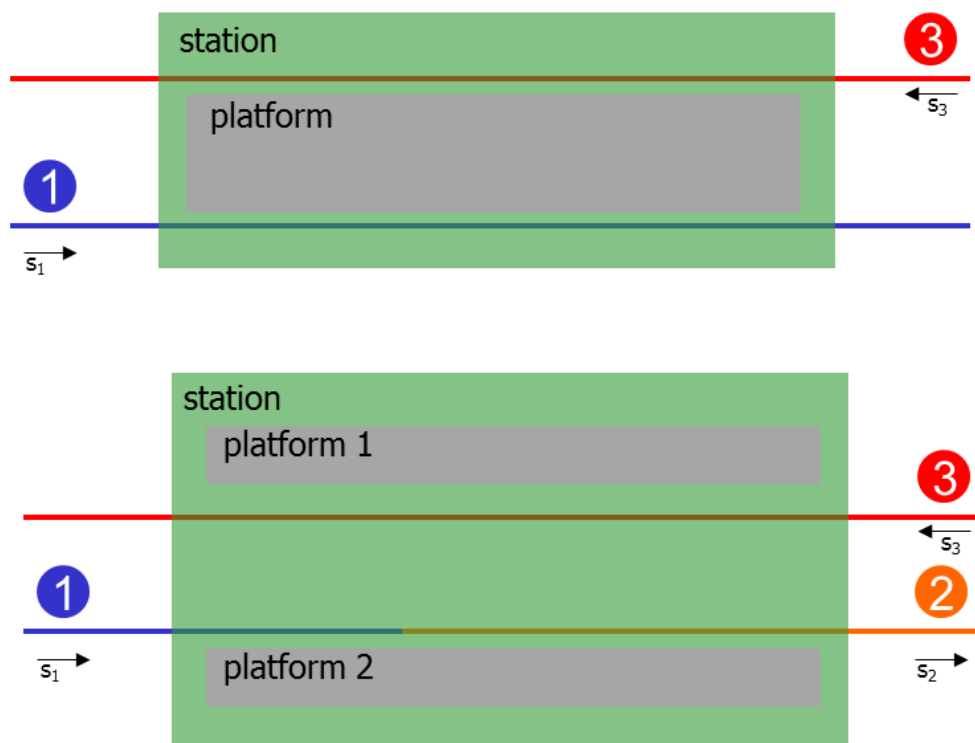 station
3
platform
s₃
1
s₁
station
platform 1
3
s₃
1
2
platform 2
s₁
s₂